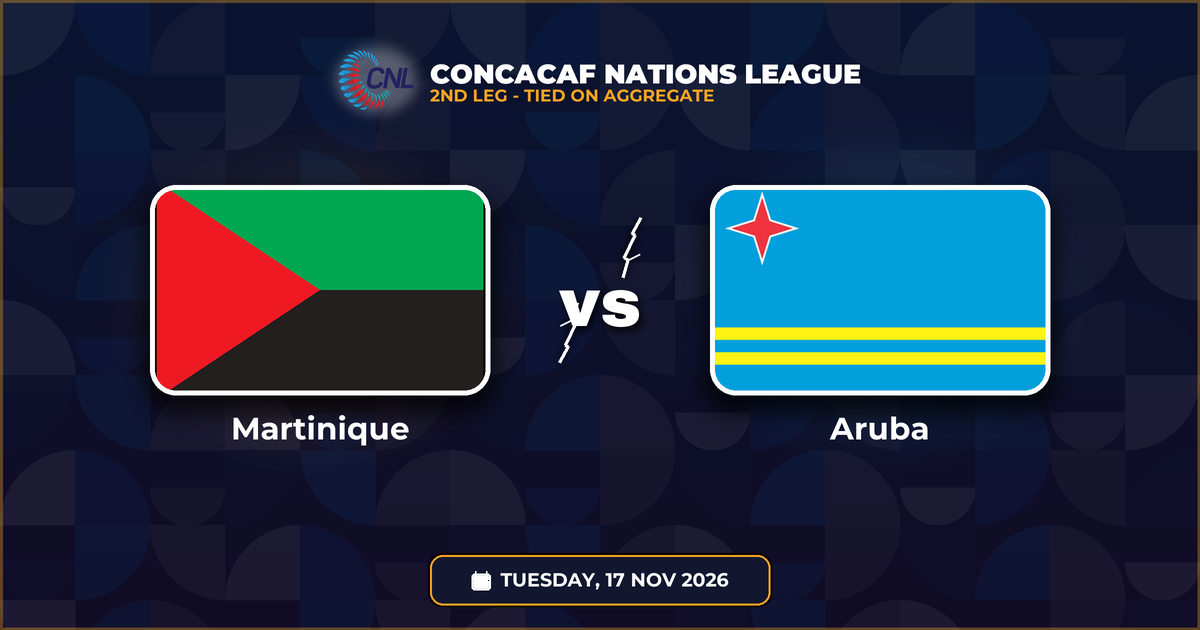 CNL
CONCACAF NATIONS LEAGUE
2ND LEG - TIED ON AGGREGATE
VS
Martinique
Aruba
TUESDAY, 17 NOV 2026